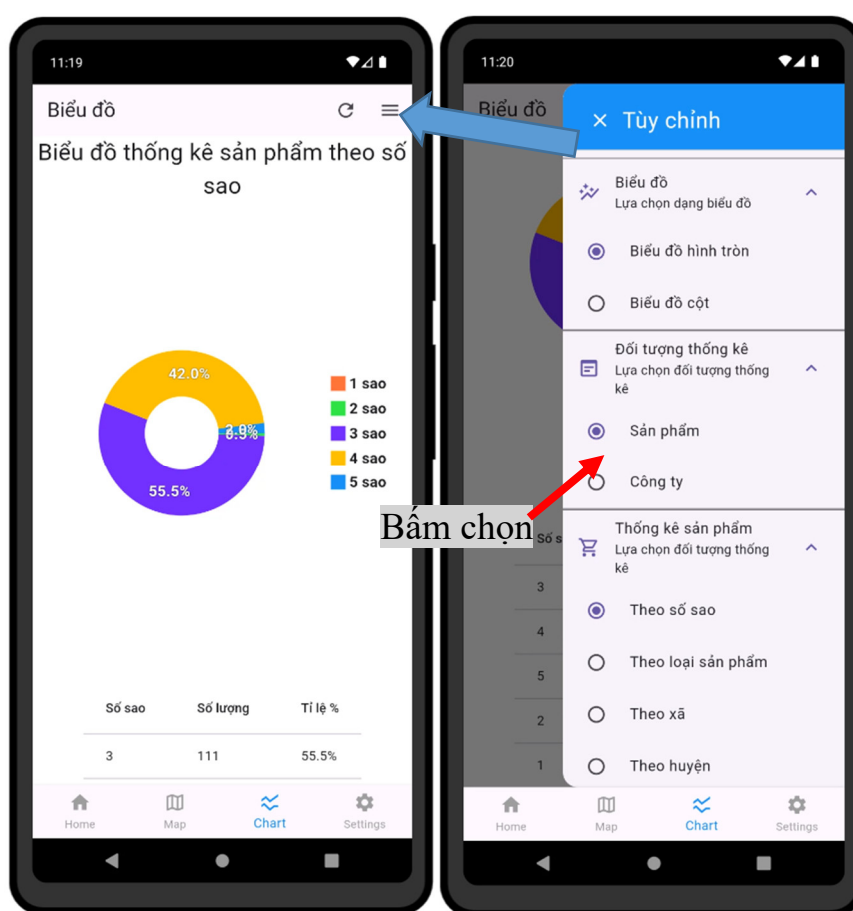 11:19
Biểu đồ
Biểu đồ thống kê sản phẩm theo số
sao
42.0%
55.5%
1 sao
2 sao
3 sao
4 sao
5 sao
Số sao Số lượng Tỉ lệ %
3 111 55.5%
Home Map Chart Settings
11:20
Biểu đồ
× Tùy chỉnh
Biểu đồ
Lựa chọn dạng biểu đồ
Biểu đồ hình tròn
Biểu đồ cột
Đối tượng thống kê
Lựa chọn đối tượng thống
kê
Sản phẩm
Công ty
Bấm chọn
Thống kê sản phẩm
Lựa chọn đối tượng thống
kê
Theo số sao
Theo loại sản phẩm
Theo xã
Theo huyện
Số s
3
4
5
2
1
Home Map Chart Settings